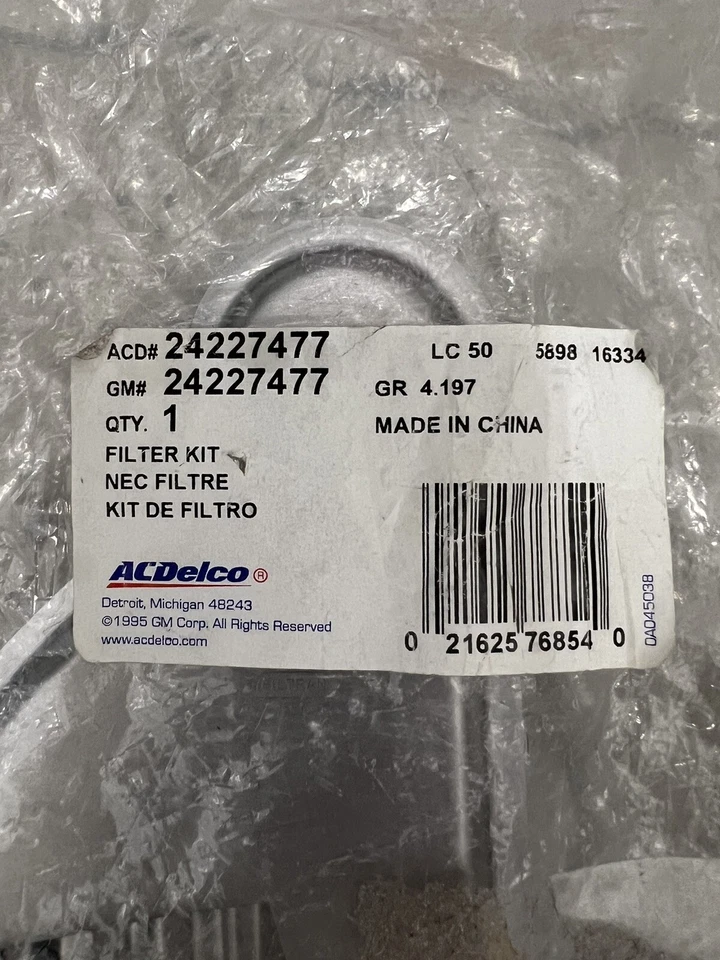 ACD# 24227477 LC 50 5898 16334
GM# 24227477 GR 4.197
QTY. 1 MADE IN CHINA
FILTER KIT
NEC FILTRE
KIT DE FILTRO
ACDelco®
Detroit, Michigan 48243
©1995 GM Corp. All Rights Reserved
www.acdelco.com
0 21625 76854 0
0A045038